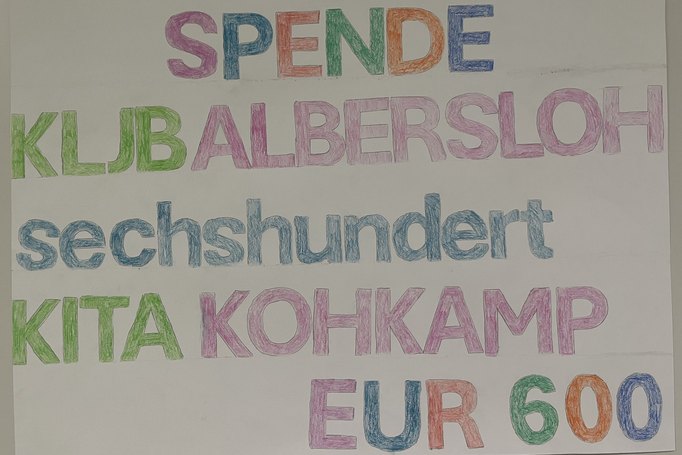 SPENDE
KLJB ALBERSLOH
sechshundert
KITA KOHKAMP
EUR 600